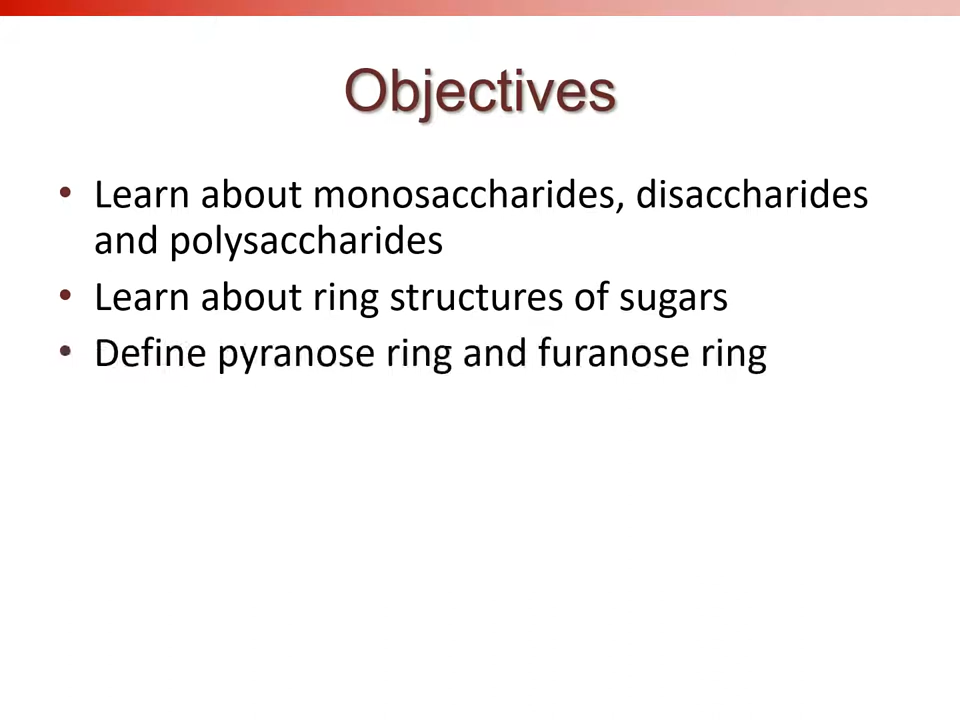 Objectives
• Learn about monosaccharides, disaccharides
and polysaccharides
• Learn about ring structures of sugars
• Define pyranose ring and furanose ring